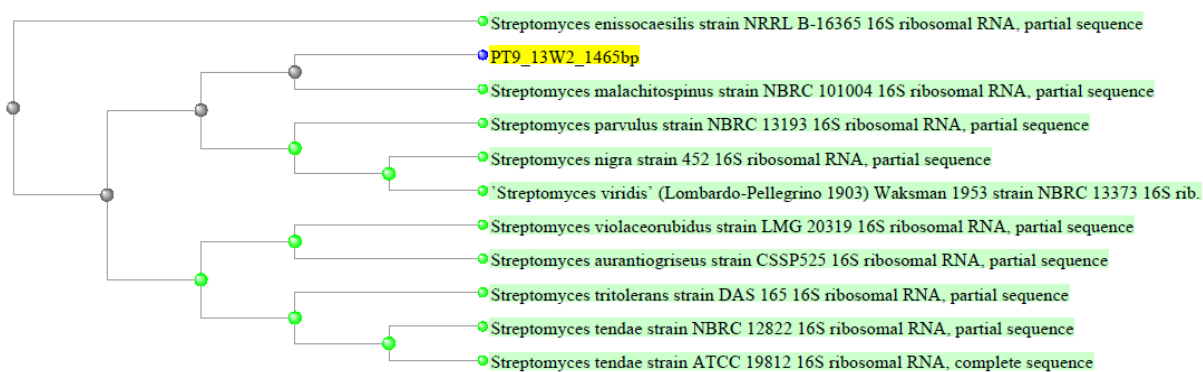 Streptomyces enissocaesilis strain NRRL B-16365 16S ribosomal RNA, partial sequence
PT9_13W2_1465bp
Streptomyces malachitospinus strain NBRC 101004 16S ribosomal RNA, partial sequence
Streptomyces parvulus strain NBRC 13193 16S ribosomal RNA, partial sequence
Streptomyces nigra strain 452 16S ribosomal RNA, partial sequence
'Streptomyces viridis' (Lombardo-Pellegrino 1903) Waksman 1953 strain NBRC 13373 16S rib..
Streptomyces violaceorubidus strain LMG 20319 16S ribosomal RNA, partial sequence
Streptomyces aurantiogriseus strain CSSP525 16S ribosomal RNA, partial sequence
Streptomyces tritolerans strain DAS 165 16S ribosomal RNA, partial sequence
Streptomyces tendae strain NBRC 12822 16S ribosomal RNA, partial sequence
Streptomyces tendae strain ATCC 19812 16S ribosomal RNA, complete sequence